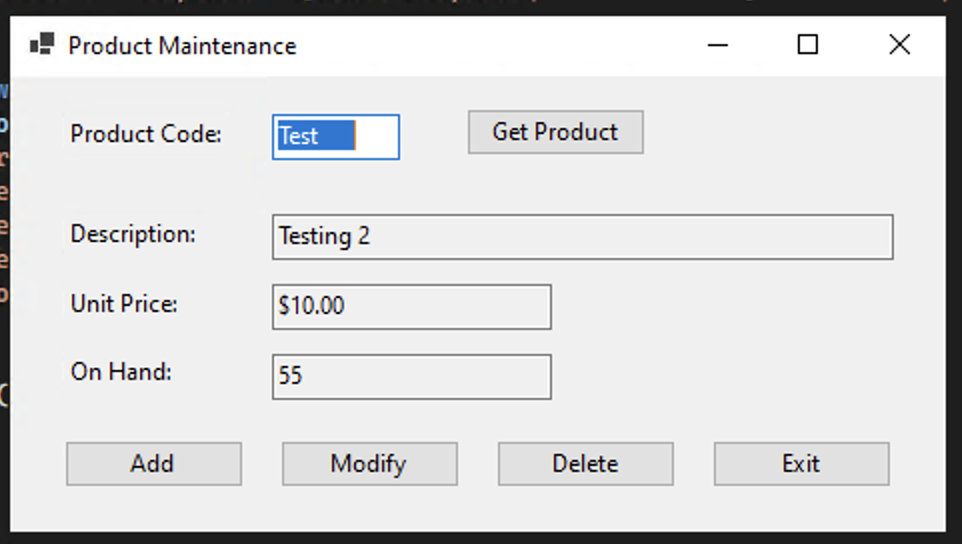 Product Maintenance
Product Code: Test Get Product
Description: Testing 2
Unit Price: $10.00
On Hand: 55
Add Modify Delete Exit